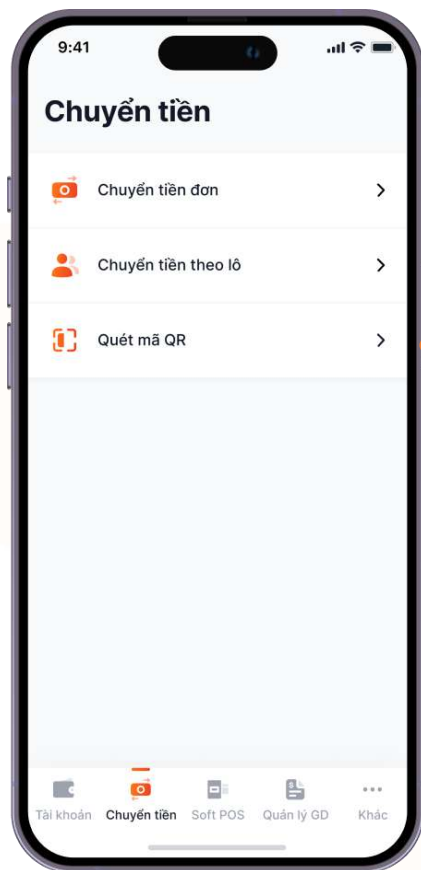 9:41
Chuyển tiền
Chuyển tiền đơn
Chuyển tiền theo lô
Quét mã QR
Tài khoản Chuyển tiền Soft POS Quản lý GD Khác